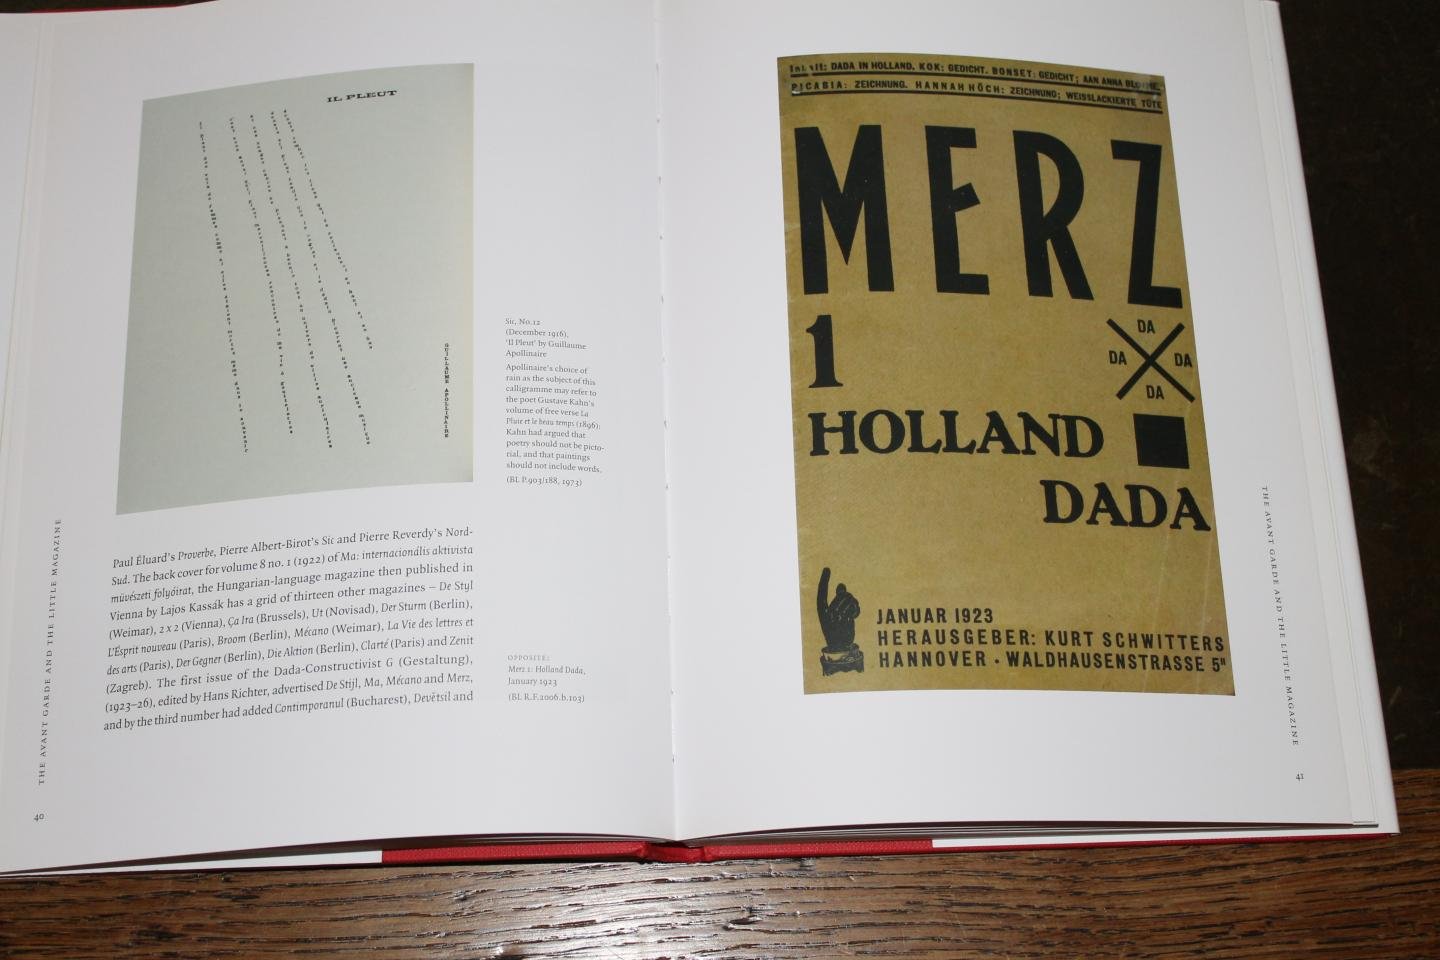 IL PLEUT
GUILLAUME APOLLINAIRE
Sic, No.12
(December 1916),
'Il Pleut' by Guillaume
Apollinaire
Apollinaire's choice of
rain as the subject of this
calligramme may refer to
the poet Gustave Kahn's
volume of free verse La
Pluie et le beau temps (1896);
Kahn had argued that
poetry should not be picto-
rial, and that paintings
should not include words.
(BL P.903/188, 1973)
Paul Éluard's Proverbe, Pierre Albert-Birot's Sic and Pierre Reverdy's Nord-
Sud. The back cover for volume 8 no. 1 (1922) of Ma: internacionális aktivista
művészeti folyóirat, the Hungarian-language magazine then published in
Vienna by Lajos Kassák has a grid of thirteen other magazines – De Styl
(Weimar), 2 x 2 (Vienna), Ça Ira (Brussels), Ut (Novisad), Der Sturm (Berlin),
L'Ésprit nouveau (Paris), Broom (Berlin), Mécano (Weimar), La Vie des lettres et
des arts (Paris), Der Gegner (Berlin), Die Aktion (Berlin), Clarté (Paris) and Zenit
(Zagreb). The first issue of the Dada-Constructivist G (Gestaltung),
(1923–26), edited by Hans Richter, advertised De Stijl, Ma, Mécano and Merz,
and by the third number had added Contimporanul (Bucharest), Devětsil and
OPPOSITE:
Merz 1: Holland Dada,
January 1923
(BL R.F.2006.b.103)
THE AVANT GARDE AND THE LITTLE MAGAZINE
40
DADA IN HOLLAND. KOK: GEDICHT. BONSET: GEDICHT; AAN ANNA
PICABIA: ZEICHNUNG. HANNAH HÖCH: ZEICHNUNG; WEISSLACKIERTE TÜTE
MERZ
1
DA
DA DA
DA
HOLLAND
DADA
JANUAR 1923
HERAUSGEBER: KURT SCHWITTERS
HANNOVER · WALDHAUSENSTRASSE 5"
THE AVANT GARDE AND THE LITTLE MAGAZINE
41